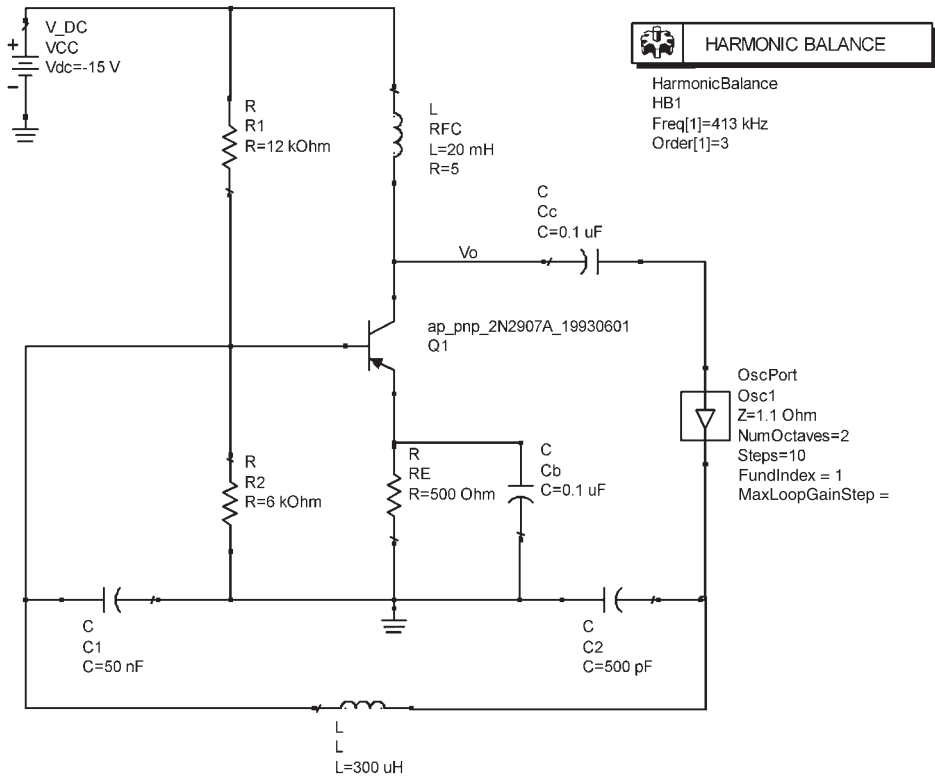 V_DC
VCC
Vdc=-15 V
+
-
HARMONIC BALANCE
HarmonicBalance
HB1
Freq[1]=413 kHz
Order[1]=3
R
R1
R=12 kOhm
L
RFC
L=20 mH
R=5
C
Cc
C=0.1 uF
Vo
ap_pnp_2N2907A_19930601
Q1
OscPort
Osc1
Z=1.1 Ohm
NumOctaves=2
Steps=10
FundIndex = 1
MaxLoopGainStep =
R
R2
R=6 kOhm
R
RE
R=500 Ohm
C
Cb
C=0.1 uF
C
C1
C=50 nF
C
C2
C=500 pF
L
L
L=300 uH